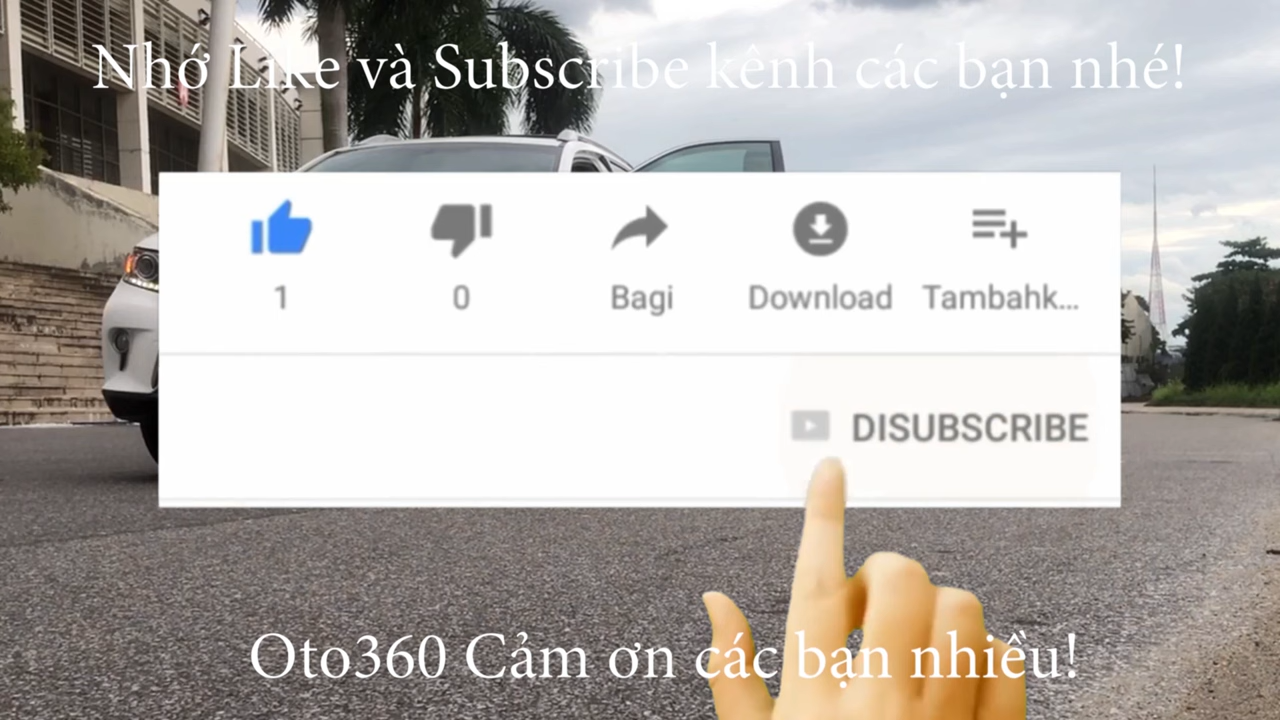 Nhớ Like và Subscribe kênh các bạn nhé!
1 0 Bagi Download Tambahk...
DISUBSCRIBE
Oto360 Cảm ơn các bạn nhiều!